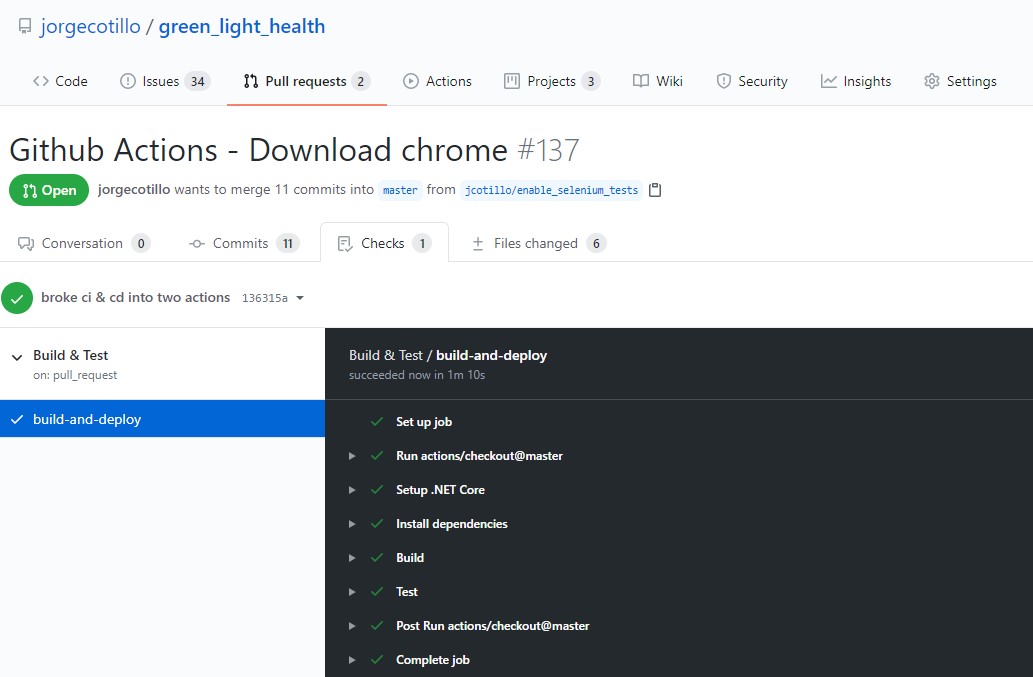 jorgecotillo / green_light_health
Code Issues 34 Pull requests 2 Actions Projects 3 Wiki Security Insights Settings
Github Actions - Download chrome #137
Open jorgecotillo wants to merge 11 commits into master from jcotillo/enable_selenium_tests
Conversation 0 Commits 11 Checks 1 Files changed 6
broke ci & cd into two actions 136315a
Build & Test
on: pull_request
build-and-deploy
Build & Test / build-and-deploy
succeeded now in 1m 10s
Set up job
Run actions/checkout@master
Setup .NET Core
Install dependencies
Build
Test
Post Run actions/checkout@master
Complete job